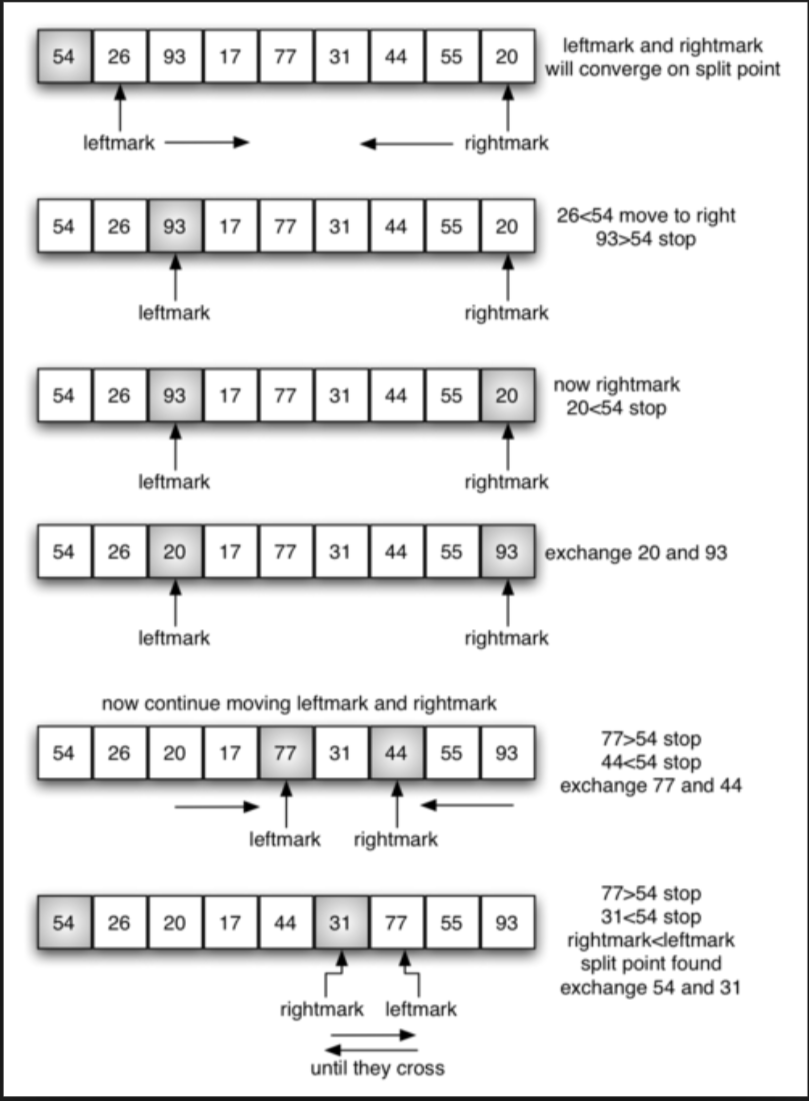 54 26 93 17 77 31 44 55 20
leftmark and rightmark
will converge on split point
leftmark rightmark
54 26 93 17 77 31 44 55 20
26<54 move to right
93>54 stop
leftmark rightmark
54 26 93 17 77 31 44 55 20
now rightmark
20<54 stop
leftmark rightmark
54 26 20 17 77 31 44 55 93
exchange 20 and 93
leftmark rightmark
now continue moving leftmark and rightmark
54 26 20 17 77 31 44 55 93
77>54 stop
44<54 stop
exchange 77 and 44
leftmark rightmark
54 26 20 17 44 31 77 55 93
77>54 stop
31<54 stop
rightmark<leftmark
split point found
exchange 54 and 31
rightmark leftmark
until they cross